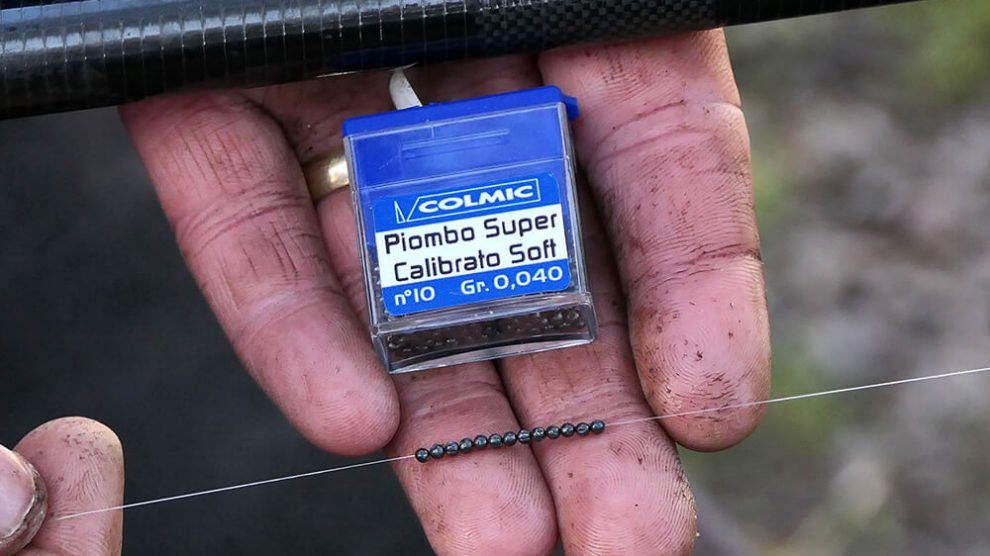 COLMIC
Piombo Super
Calibrato Soft
n°10 Gr. 0,040